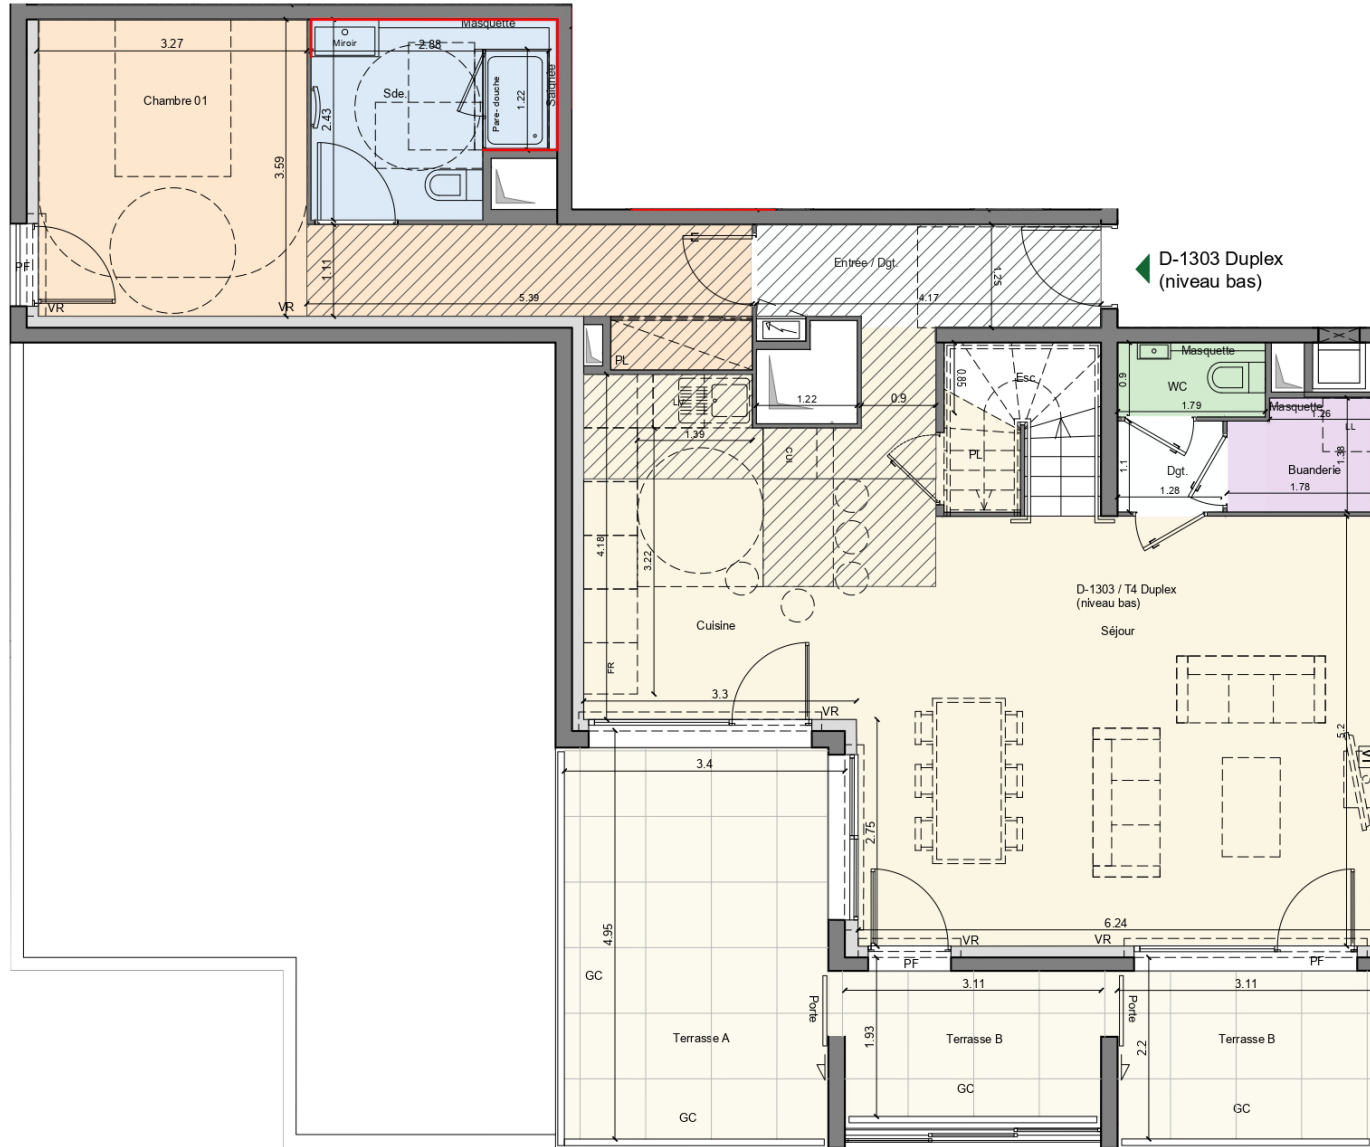 Masquette
Miroir
3.27
2.88
Chambre 01
Sde.
Saignée
Pare-douche
1.22
2.43
3.59
PF
VR
VR
1.11
5.39
Entrée / Dgt.
1.25
4.17
D-1303 Duplex
(niveau bas)
PL
LV
1.22
0.9
1.39
CUI
0.85
Esc.
PL
0.9
Masquette
WC
1.79
Masquette
1.26
LL
1.38
1.1
Dgt.
1.28
Buanderie
1.78
4.18
3.22
D-1303 / T4 Duplex
(niveau bas)
Cuisine
Séjour
FR
3.3
VR
5.2
3.4
2.75
4.95
6.24
VR
VR
PF
PF
GC
3.11
3.11
Porte
Porte
1.93
2.2
Terrasse A
Terrasse B
Terrasse B
GC
GC
GC